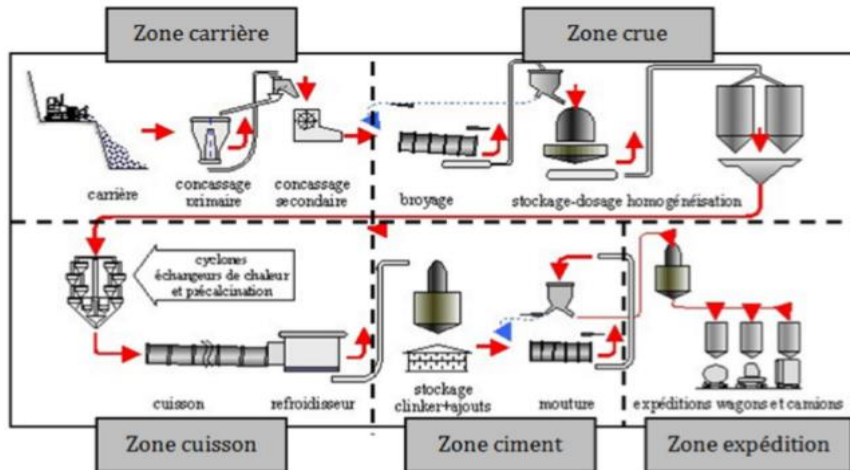 Zone carrière
Zone crue
carrière
concassage
primaire
concassage
secondaire
broyage
stockage-dosage homogénéisation
cyclones
échangeurs de chaleur
et précalcination
cuisson
refroidisseur
stockage
clinker+ajouts
mouture
expéditions wagons et camions
Zone cuisson
Zone ciment
Zone expédition